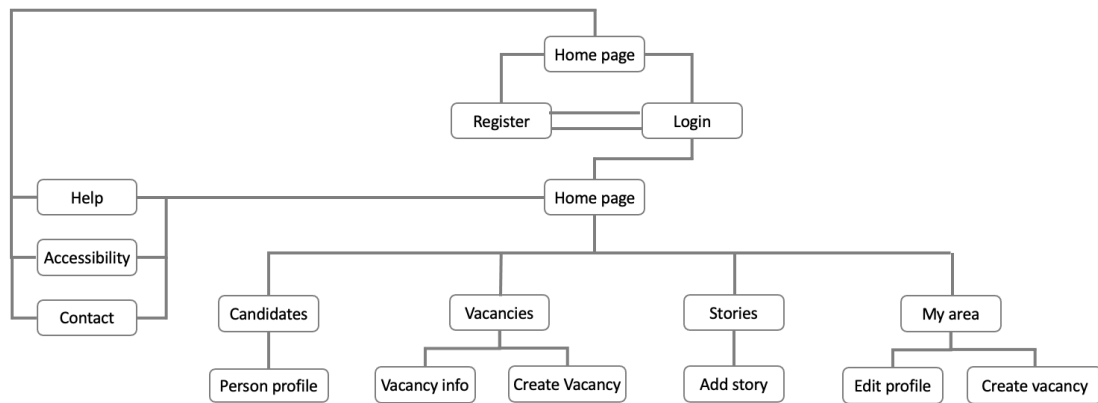 Home page
Register
Login
Help
Home page
Accessibility
Contact
Candidates
Vacancies
Stories
My area
Person profile
Vacancy info
Create Vacancy
Add story
Edit profile
Create vacancy